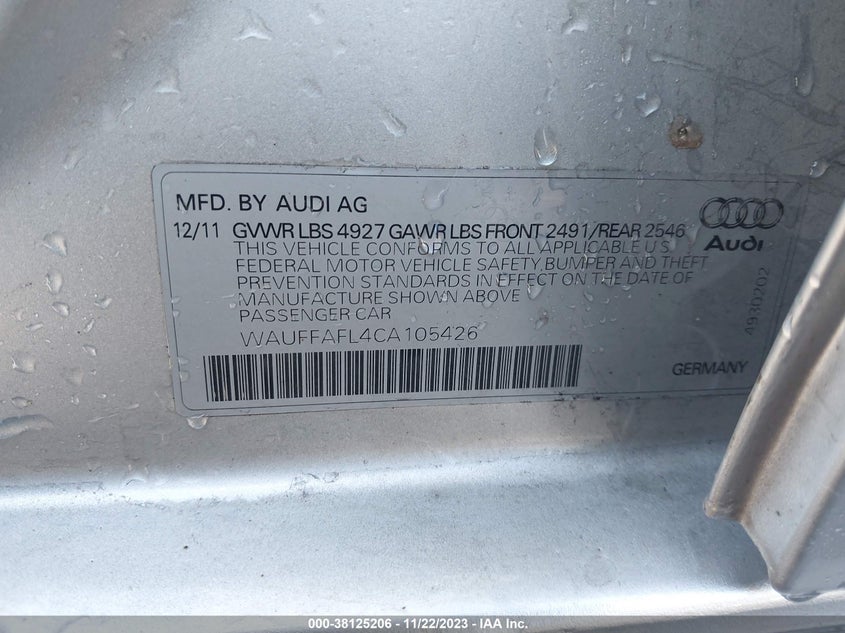 MFD. BY AUDI AG
12/11 GVWR LBS 4927 GAWR LBS FRONT 2491/REAR 2546
THIS VEHICLE CONFORMS TO ALL APPLICABLE U.S.
FEDERAL MOTOR VEHICLE SAFETY, BUMPER AND THEFT
PREVENTION STANDARDS IN EFFECT ON THE DATE OF
MANUFACTURE SHOWN ABOVE
PASSENGER CAR
WAUFFAFL4CA105426
Audi
4930202
GERMANY
000-38125206 - 11/22/2023 - IAA Inc.